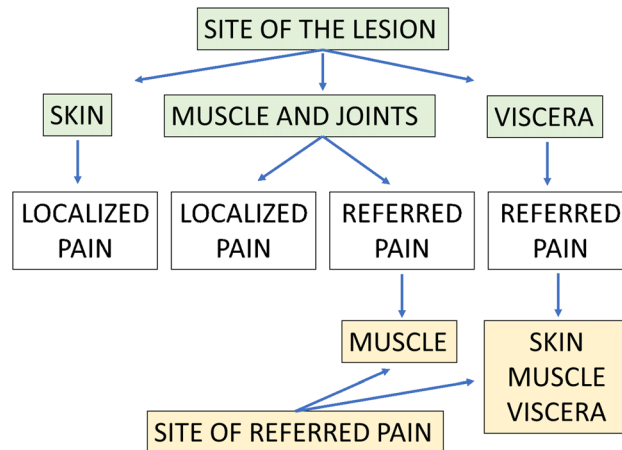 SITE OF THE LESION
SKIN
MUSCLE AND JOINTS
VISCERA
LOCALIZED
PAIN
LOCALIZED
PAIN
REFERRED
PAIN
REFERRED
PAIN
MUSCLE
SKIN
MUSCLE
VISCERA
SITE OF REFERRED PAIN